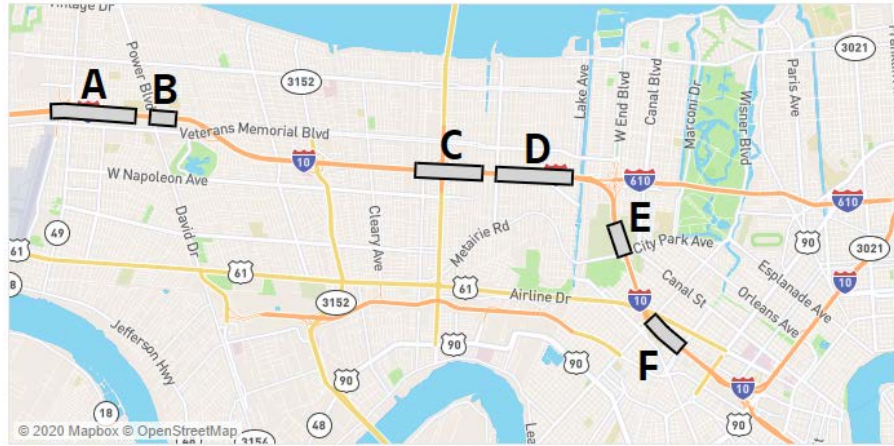 Vintage Dr
A
Power Blvd
B
3152
Lake Ave
W End Blvd
Canal Blvd
Marconi Dr
Wisner Blvd
Paris Ave
3021
Veterans Memorial Blvd
C
D
10
610
W Napoleon Ave
610
49
David Dr
Cleary Ave
Metairie Rd
E
City Park Ave
90
3021
61
61
61
Airline Dr
10
Canal St
Orleans Ave
Esplanade Ave
10
8
3152
Jefferson Hwy
90
90
90
F
10
18
18
48
90
© 2020 Mapbox © OpenStreetMap
3154